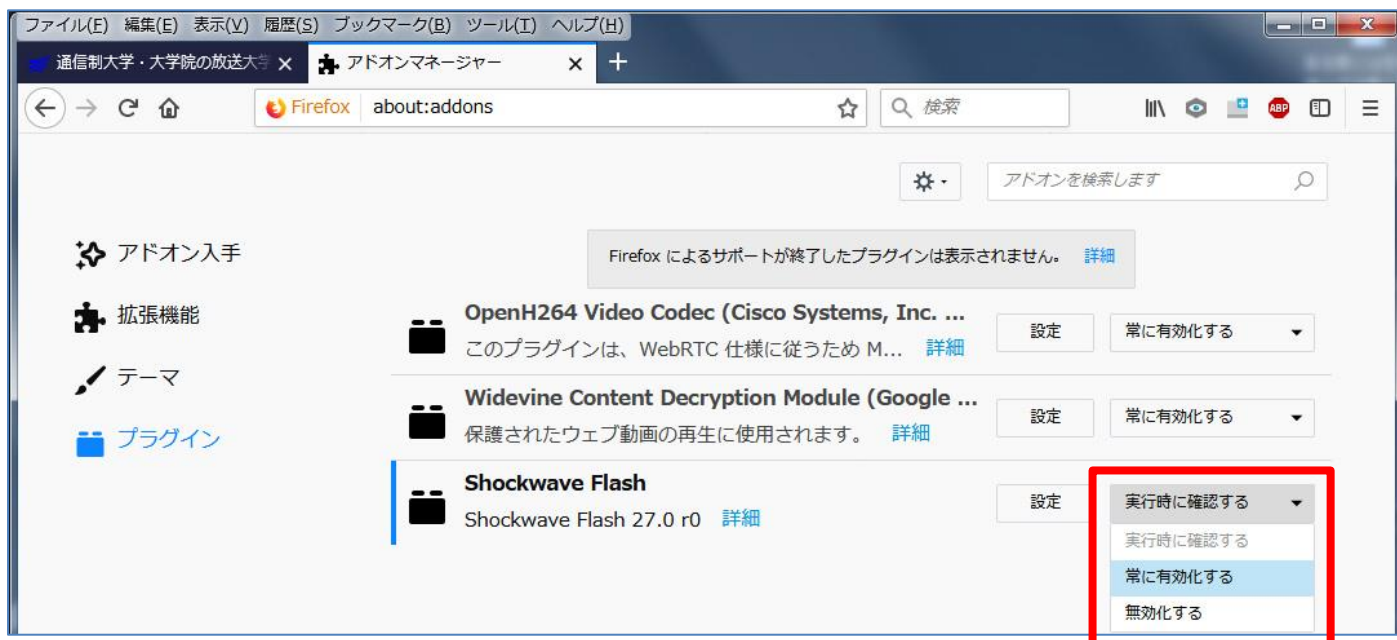 ファイル(F) 編集(E) 表示(V) 履歴(S) ブックマーク(B) ツール(T) ヘルプ(H)
通信制大学・大学院の放送大学 アドオンマネージャー
Firefox about:addons 検索
ABP
アドオンを検索します
アドオン入手
Firefox によるサポートが終了したプラグインは表示されません。 詳細
拡張機能
OpenH264 Video Codec (Cisco Systems, Inc. ...
このプラグインは、WebRTC 仕様に従うため M... 詳細
設定 常に有効化する
テーマ
Widevine Content Decryption Module (Google ...
保護されたウェブ動画の再生に使用されます。 詳細
設定 常に有効化する
プラグイン
Shockwave Flash
Shockwave Flash 27.0 r0 詳細
設定 実行時に確認する
実行時に確認する
常に有効化する
無効化する